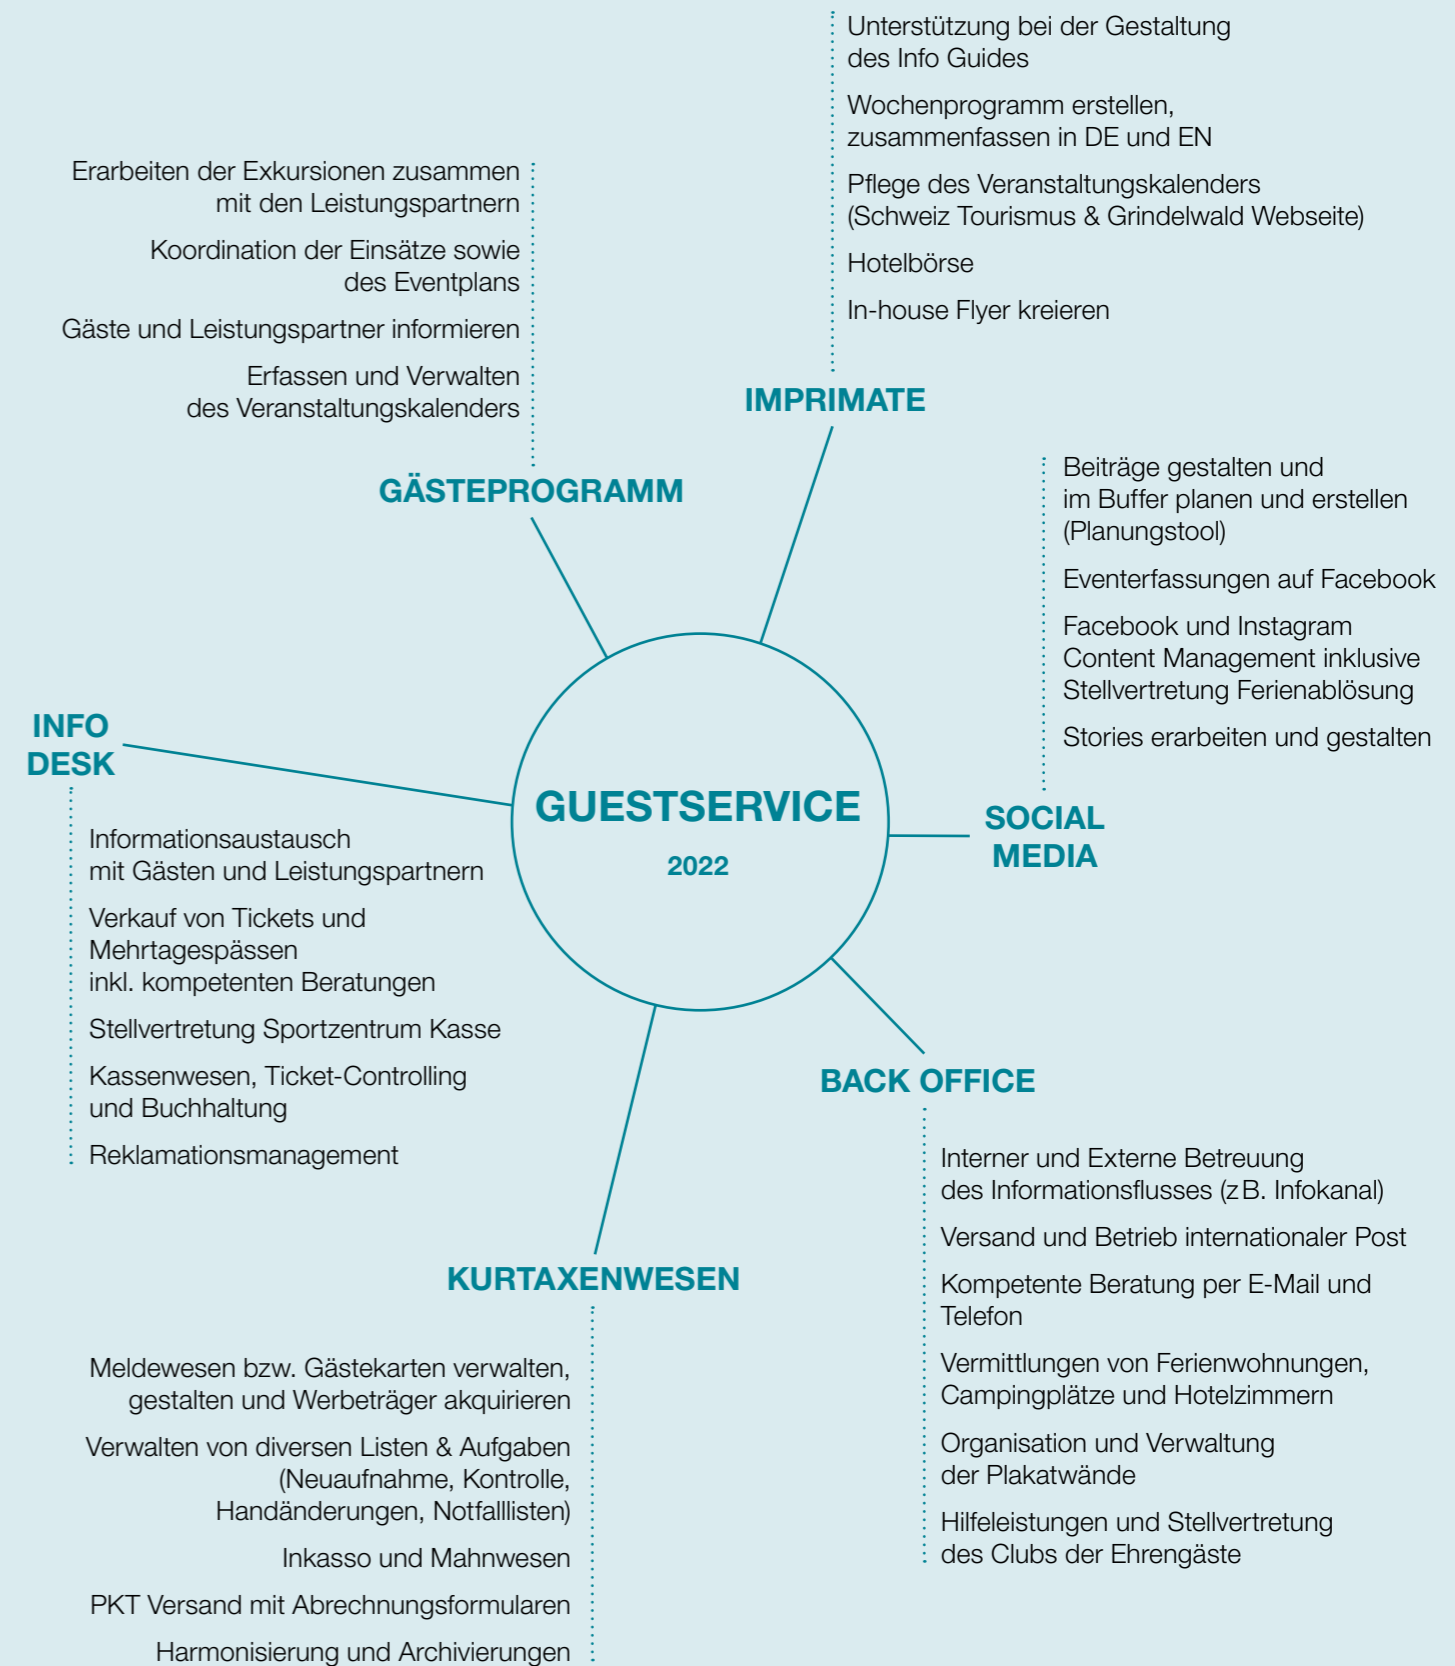 Unterstützung bei der Gestaltung
des Info Guides
Wochenprogramm erstellen,
zusammenfassen in DE und EN
Pflege des Veranstaltungskalenders
(Schweiz Tourismus & Grindelwald Webseite)
Hotelbörse
In-house Flyer kreieren
IMPRIMATE
Erarbeiten der Exkursionen zusammen
mit den Leistungspartnern
Koordination der Einsätze sowie
des Eventplans
Gäste und Leistungspartner informieren
Erfassen und Verwalten
des Veranstaltungskalenders
GÄSTEPROGRAMM
Beiträge gestalten und
im Buffer planen und erstellen
(Planungstool)
Eventerfassungen auf Facebook
Facebook und Instagram
Content Management inklusive
Stellvertretung Ferienablösung
Stories erarbeiten und gestalten
SOCIAL
MEDIA
GUESTSERVICE
2022
INFO
DESK
Informationsaustausch
mit Gästen und Leistungspartnern
Verkauf von Tickets und
Mehrtagespässen
inkl. kompetenten Beratungen
Stellvertretung Sportzentrum Kasse
Kassenwesen, Ticket-Controlling
und Buchhaltung
Reklamationsmanagement
BACK OFFICE
Interner und Externe Betreuung
des Informationsflusses (z B. Infokanal)
Versand und Betrieb internationaler Post
Kompetente Beratung per E-Mail und
Telefon
Vermittlungen von Ferienwohnungen,
Campingplätze und Hotelzimmern
Organisation und Verwaltung
der Plakatwände
Hilfeleistungen und Stellvertretung
des Clubs der Ehrengäste
KURTAXENWESEN
Meldewesen bzw. Gästekarten verwalten,
gestalten und Werbeträger akquirieren
Verwalten von diversen Listen & Aufgaben
(Neuaufnahme, Kontrolle,
Handänderungen, Notfalllisten)
Inkasso und Mahnwesen
PKT Versand mit Abrechnungsformularen
Harmonisierung und Archivierungen